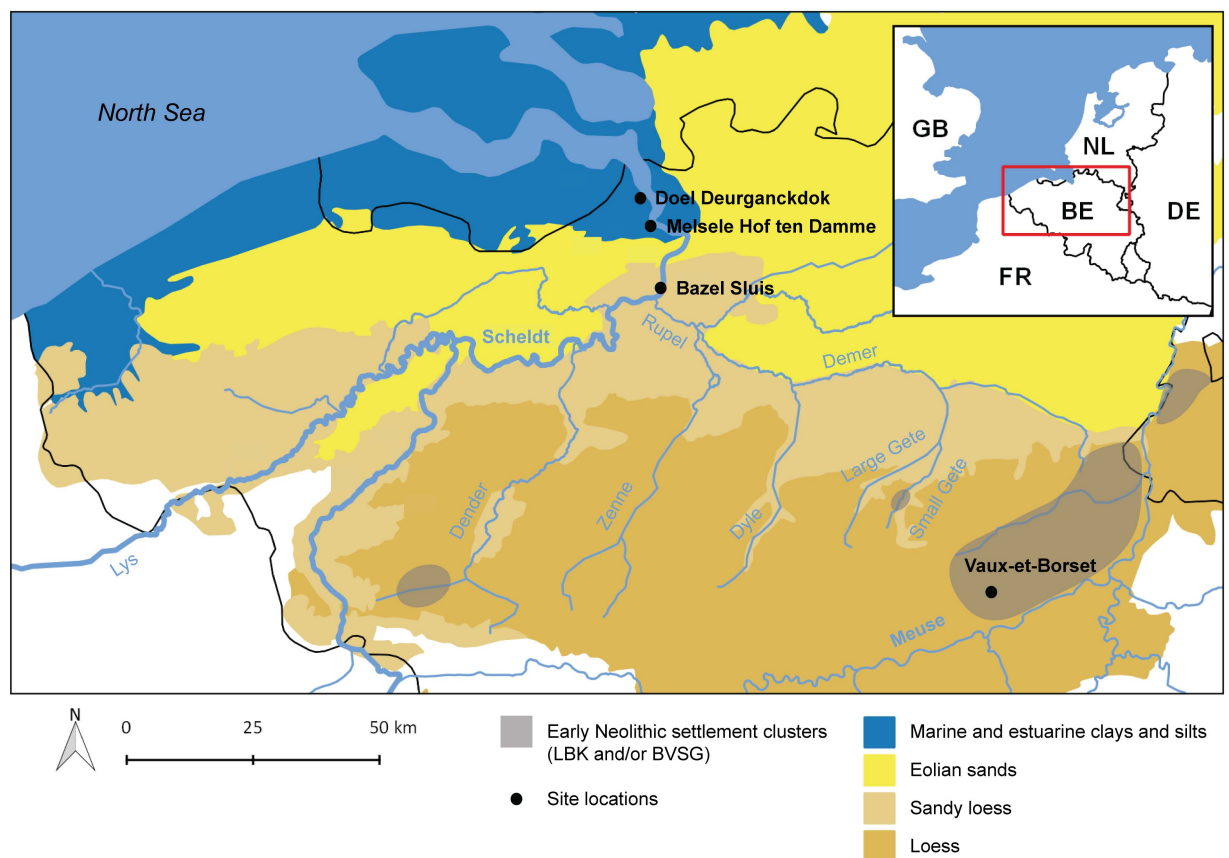 North Sea
GB
NL
BE
DE
FR
Doel Deurganckdok
Melsele Hof ten Damme
Bazel Sluis
Scheldt
Rupel
Demer
Large Gete
Small Gete
Dender
Zenne
Dyle
Lys
Vaux-et-Borset
Meuse
N
0 25 50 km
Early Neolithic settlement clusters
(LBK and/or BVSG)
Site locations
Marine and estuarine clays and silts
Eolian sands
Sandy loess
Loess